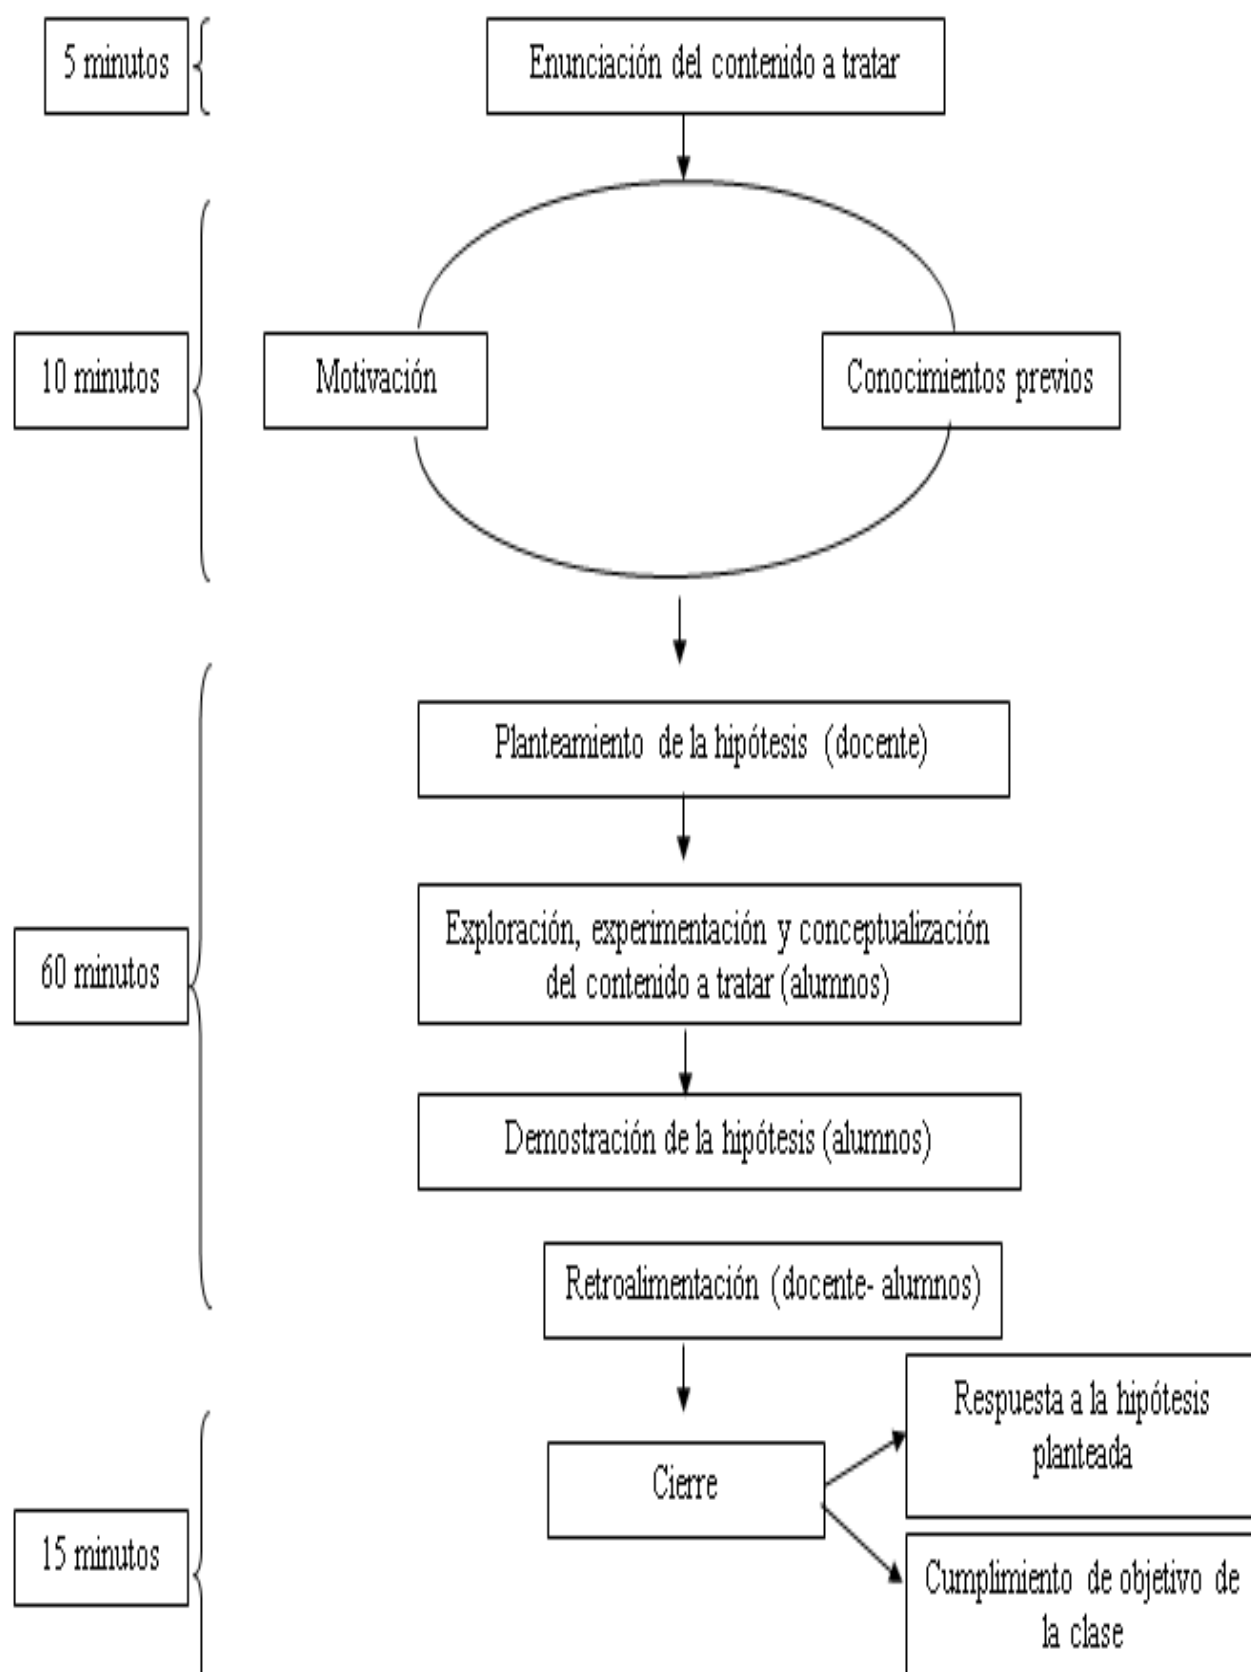 5 minutos
Enunciación del contenido a tratar
10 minutos
Motivación
Conocimientos previos
60 minutos
Planteamiento de la hipótesis (docente)
Exploración, experimentación y conceptualización
del contenido a tratar (alumnos)
Demostración de la hipótesis (alumnos)
Retroalimentación (docente- alumnos)
15 minutos
Cierre
Respuesta a la hipótesis
planteada
Cumplimiento de objetivo de
la clase